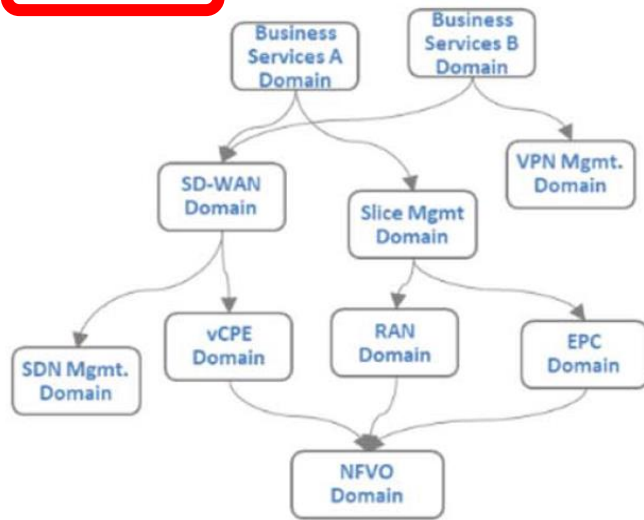 Business
Services A
Domain
Business
Services B
Domain
SD-WAN
Domain
Slice Mgmt
Domain
VPN Mgmt.
Domain
SDN Mgmt.
Domain
vCPE
Domain
RAN
Domain
EPC
Domain
NFVO
Domain